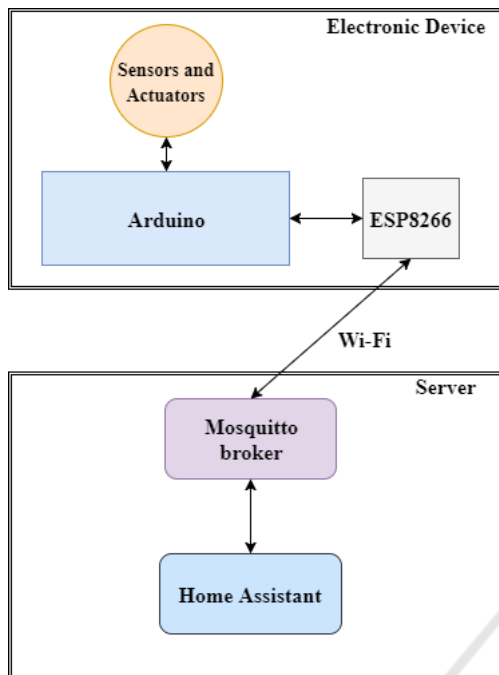 Electronic Device
Sensors and
Actuators
Arduino
ESP8266
Wi-Fi
Server
Mosquitto
broker
Home Assistant